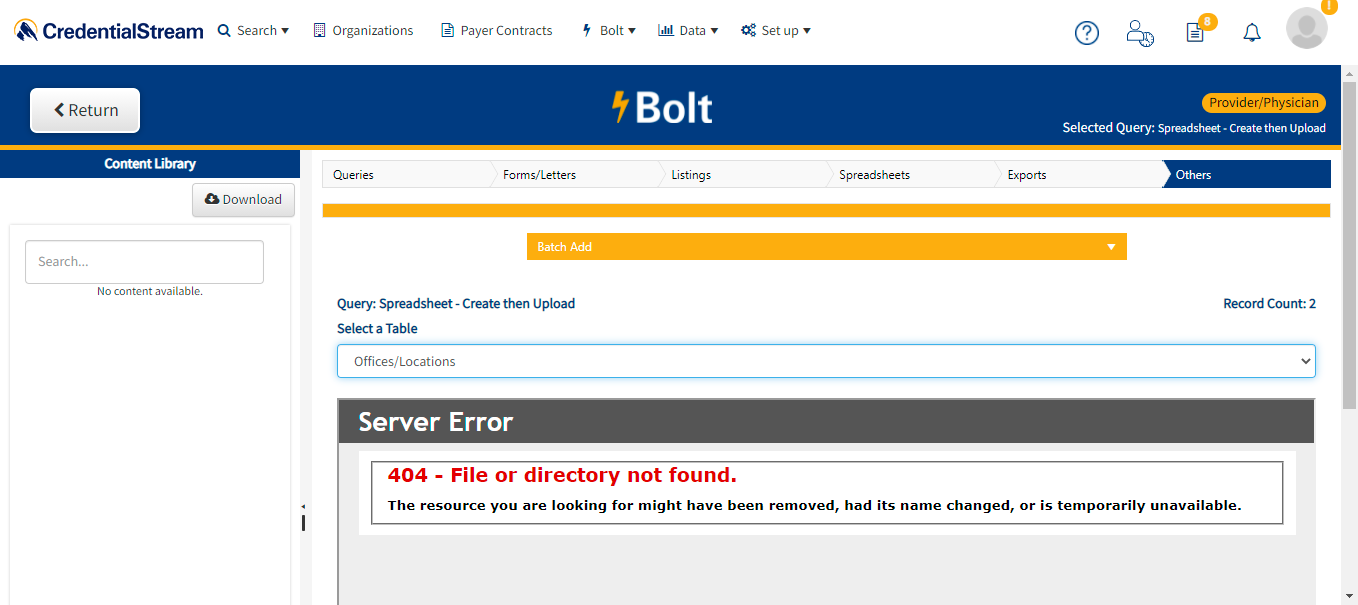 CredentialStream Search Organizations Payer Contracts Bolt Data Set up ? 8 !
Return
Bolt
Provider/Physician
Selected Query: Spreadsheet - Create then Upload
Content Library
Download
Search...
No content available.
Queries Forms/Letters Listings Spreadsheets Exports Others
Batch Add
Query: Spreadsheet - Create then Upload Record Count: 2
Select a Table
Offices/Locations
Server Error
404 - File or directory not found.
The resource you are looking for might have been removed, had its name changed, or is temporarily unavailable.